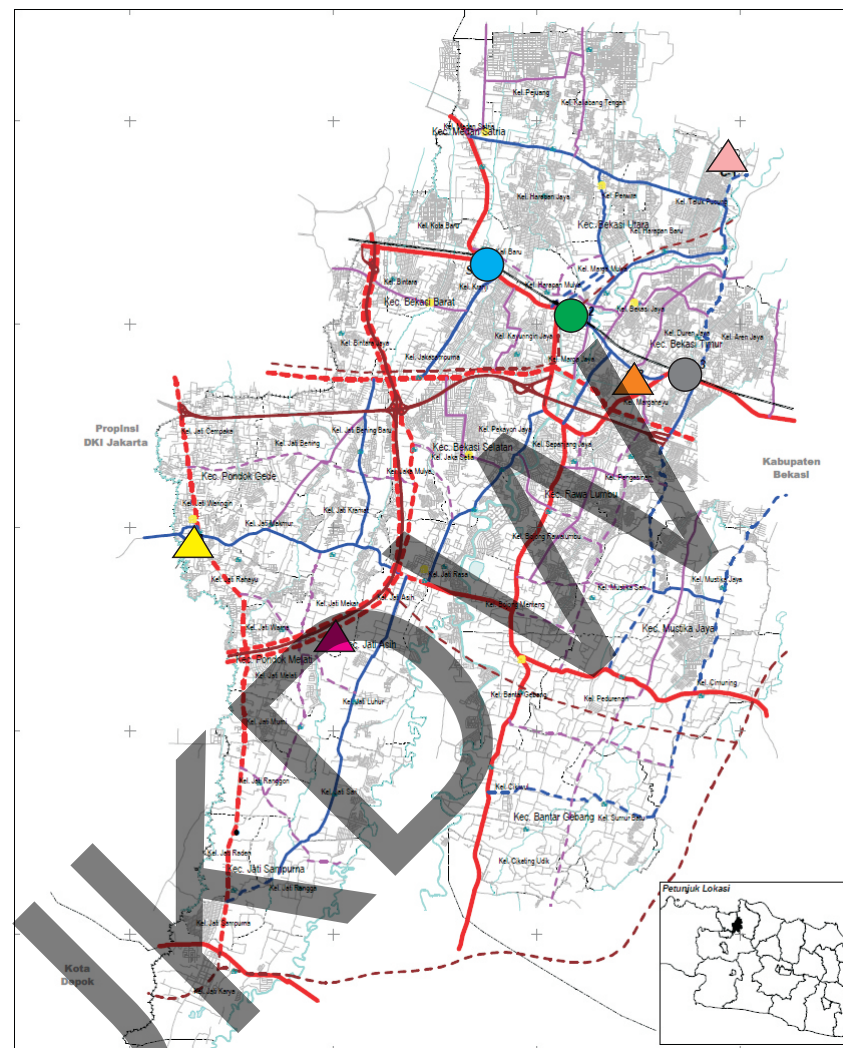 Kel. Pejuang
Kel. Kaliabang Tengah
Kel. Medan Satria
Kec. Medan Satria
Kel. Harapan Jaya
Kel. Perwira
Kel. Teluk Pucung
Kec. Bekasi Utara
Kel. Kota Baru
Kel. Harapan Baru
Kel. Marga Mulya
Kel. Bintara
Kel. Kranji
Kel. Harapan Mulya
Kec. Bekasi Barat
Kel. Bekasi Jaya
Kel. Kayuringin Jaya
Kel. Duren Jaya
Kel. Aren Jaya
Kec. Bekasi Timur
Kel. Bintara Jaya
Kel. Jakasampurna
Kel. Marga Jaya
Kel. Margahayu
Propinsi
DKI Jakarta
Kel. Jati Cempaka
Kel. Jati Bening
Kel. Jati Bening Baru
Kel. Pekayon Jaya
Kel. Sepanjang Jaya
Kec. Bekasi Selatan
Kel. Jaka Setia
Kel. Jaka Mulya
Kel. Pengasinan
Kabupaten
Bekasi
Kec. Pondok Gede
Kel. Jati Waringin
Kec. Rawa Lumbu
Kel. Jati Makmur
Kel. Jati Kramat
Kel. Bojong Rawalumbu
Kel. Jati Rahayu
Kel. Jati Rasa
Kel. Mustika Sari
Kel. Mustika Jaya
Kel. Jati Mekar
Kel. Jati Asih
Kel. Bojong Menteng
Kel. Jati Warna
Kec. Mustika Jaya
Kec. Jati Asih
Kec. Pondok Melati
Kel. Jati Melati
Kel. Cimuning
Kel. Bantar Gebang
Kel. Pedurenan
Kel. Jati Luhur
Kel. Jati Murni
Kel. Jati Ranggon
Kel. Jati Sari
Kel. Cikiwul
Kec. Bantar Gebang
Kel. Sumur Batu
Kel. Jati Raden
Kel. Ciketing Udik
Kec. Jati Sampurna
Kel. Jati Rangga
Petunjuk Lokasi
Kel. Jati Sampurna
Kota
Depok
Kel. Jati Karya